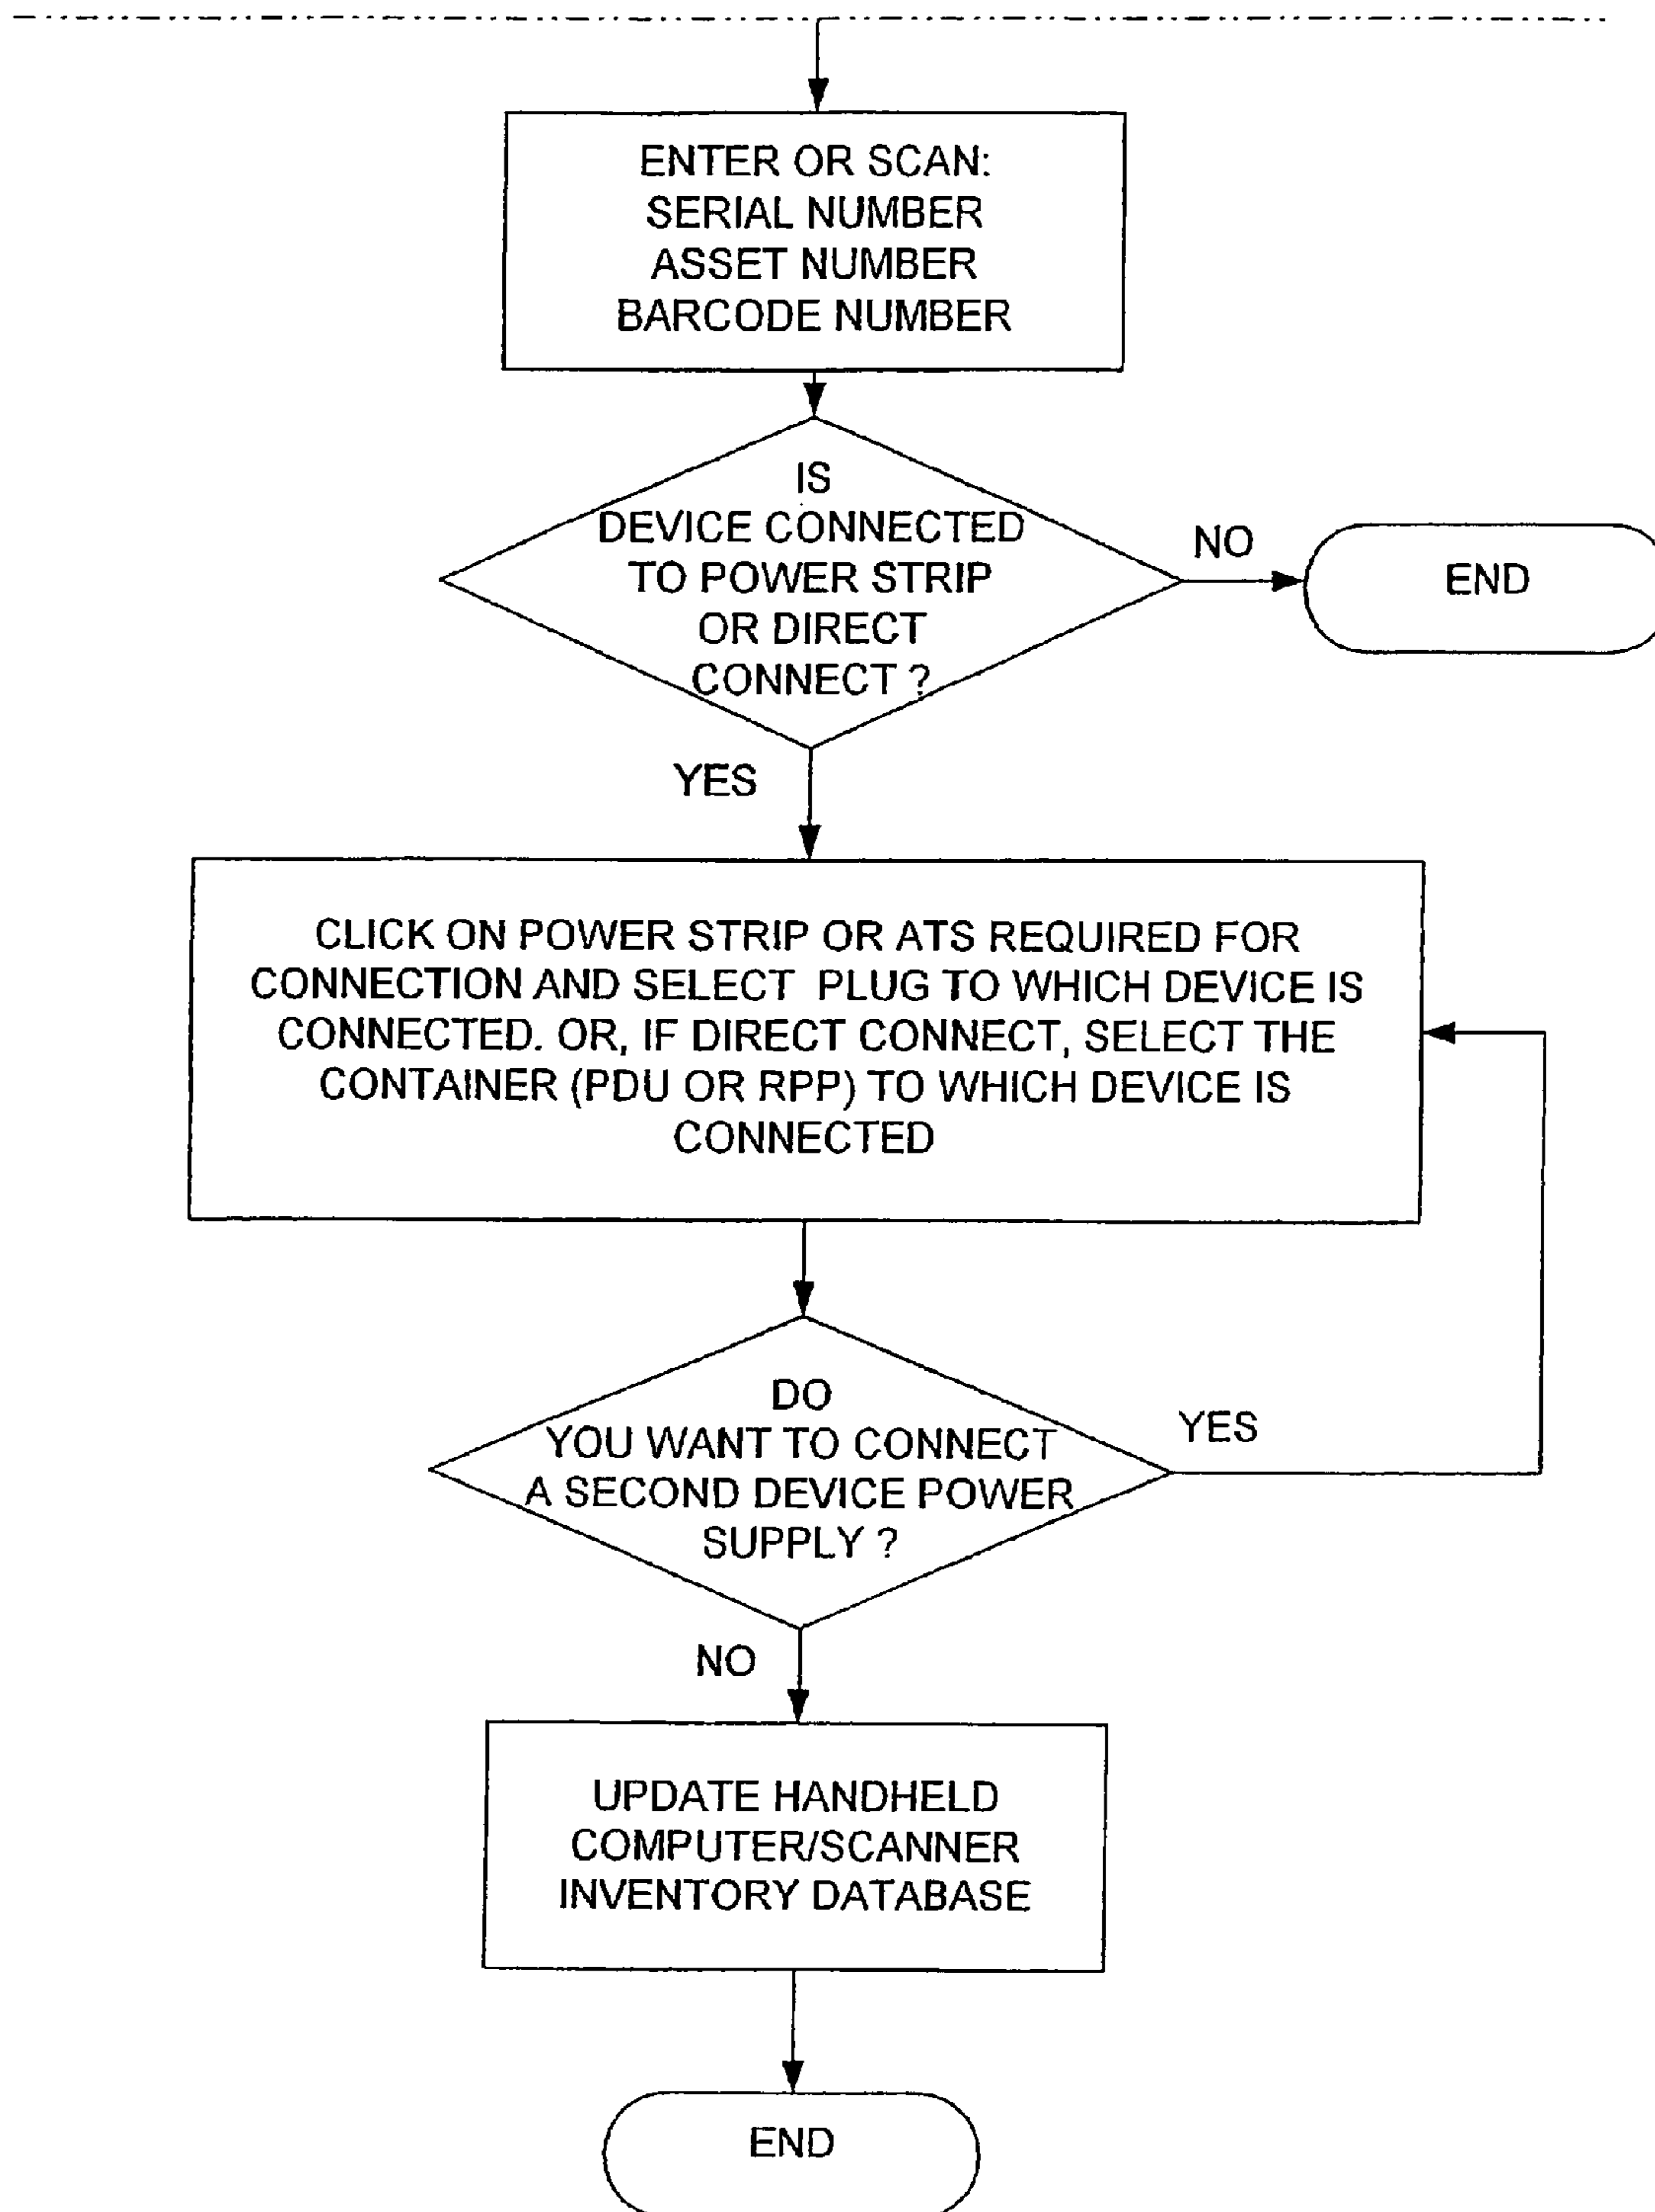 ENTER OR SCAN:
SERIAL NUMBER
ASSET NUMBER
BARCODE NUMBER
IS
DEVICE CONNECTED
TO POWER STRIP
OR DIRECT
CONNECT ?
NO
END
YES
CLICK ON POWER STRIP OR ATS REQUIRED FOR
CONNECTION AND SELECT PLUG TO WHICH DEVICE IS
CONNECTED. OR, IF DIRECT CONNECT, SELECT THE
CONTAINER (PDU OR RPP) TO WHICH DEVICE IS
CONNECTED
DO
YOU WANT TO CONNECT
A SECOND DEVICE POWER
SUPPLY ?
YES
NO
UPDATE HANDHELD
COMPUTER/SCANNER
INVENTORY DATABASE
END